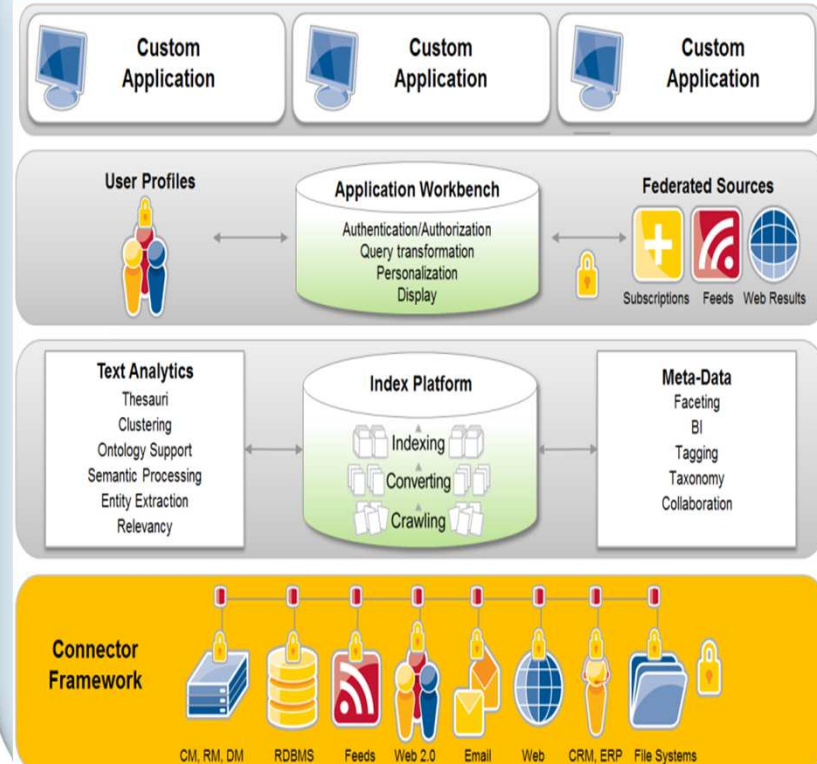 Custom
Application
Custom
Application
Custom
Application
User Profiles
Application Workbench
Authentication/Authorization
Query transformation
Personalization
Display
Federated Sources
Subscriptions
Feeds
Web Results
Text Analytics
Thesauri
Clustering
Ontology Support
Semantic Processing
Entity Extraction
Relevancy
Index Platform
Indexing
Converting
Crawling
Meta-Data
Faceting
BI
Tagging
Taxonomy
Collaboration
Connector
Framework
CM, RM, DM
RDBMS
Feeds
Web 2.0
Email
Web
CRM, ERP
File Systems